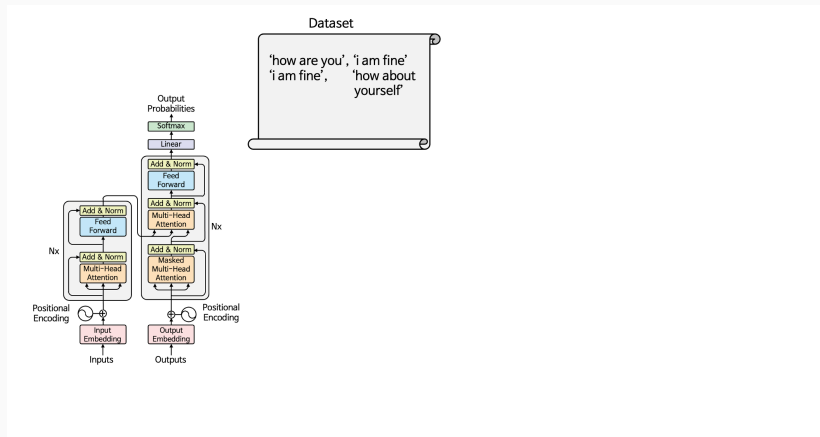 Dataset
‘how are you’, ‘i am fine’
‘i am fine’, ‘how about
yourself’
Output
Probabilities
Softmax
Linear
Add & Norm
Feed
Forward
Add & Norm
Multi-Head
Attention
Nx
Add & Norm
Masked
Multi-Head
Attention
Positional
Encoding
Output
Embedding
Outputs
Add & Norm
Feed
Forward
Nx
Add & Norm
Multi-Head
Attention
Positional
Encoding
Input
Embedding
Inputs